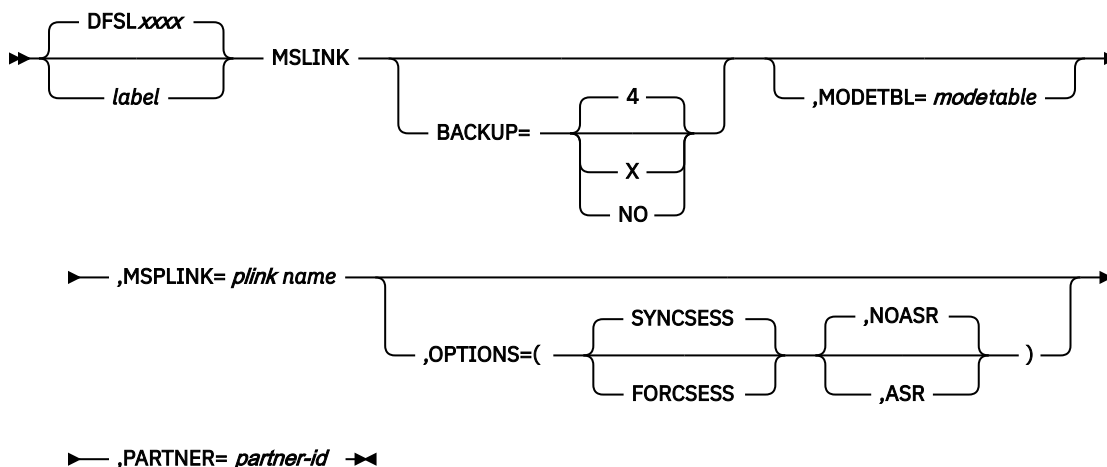 DFSLxxxx
MSLINK
label
4
,MODETBL= modetable
BACKUP=
X
NO
,MSPLINK= plink name
SYNCSESS
,NOASR
,OPTIONS=(
)
FORCSESS
,ASR
,PARTNER= partner-id